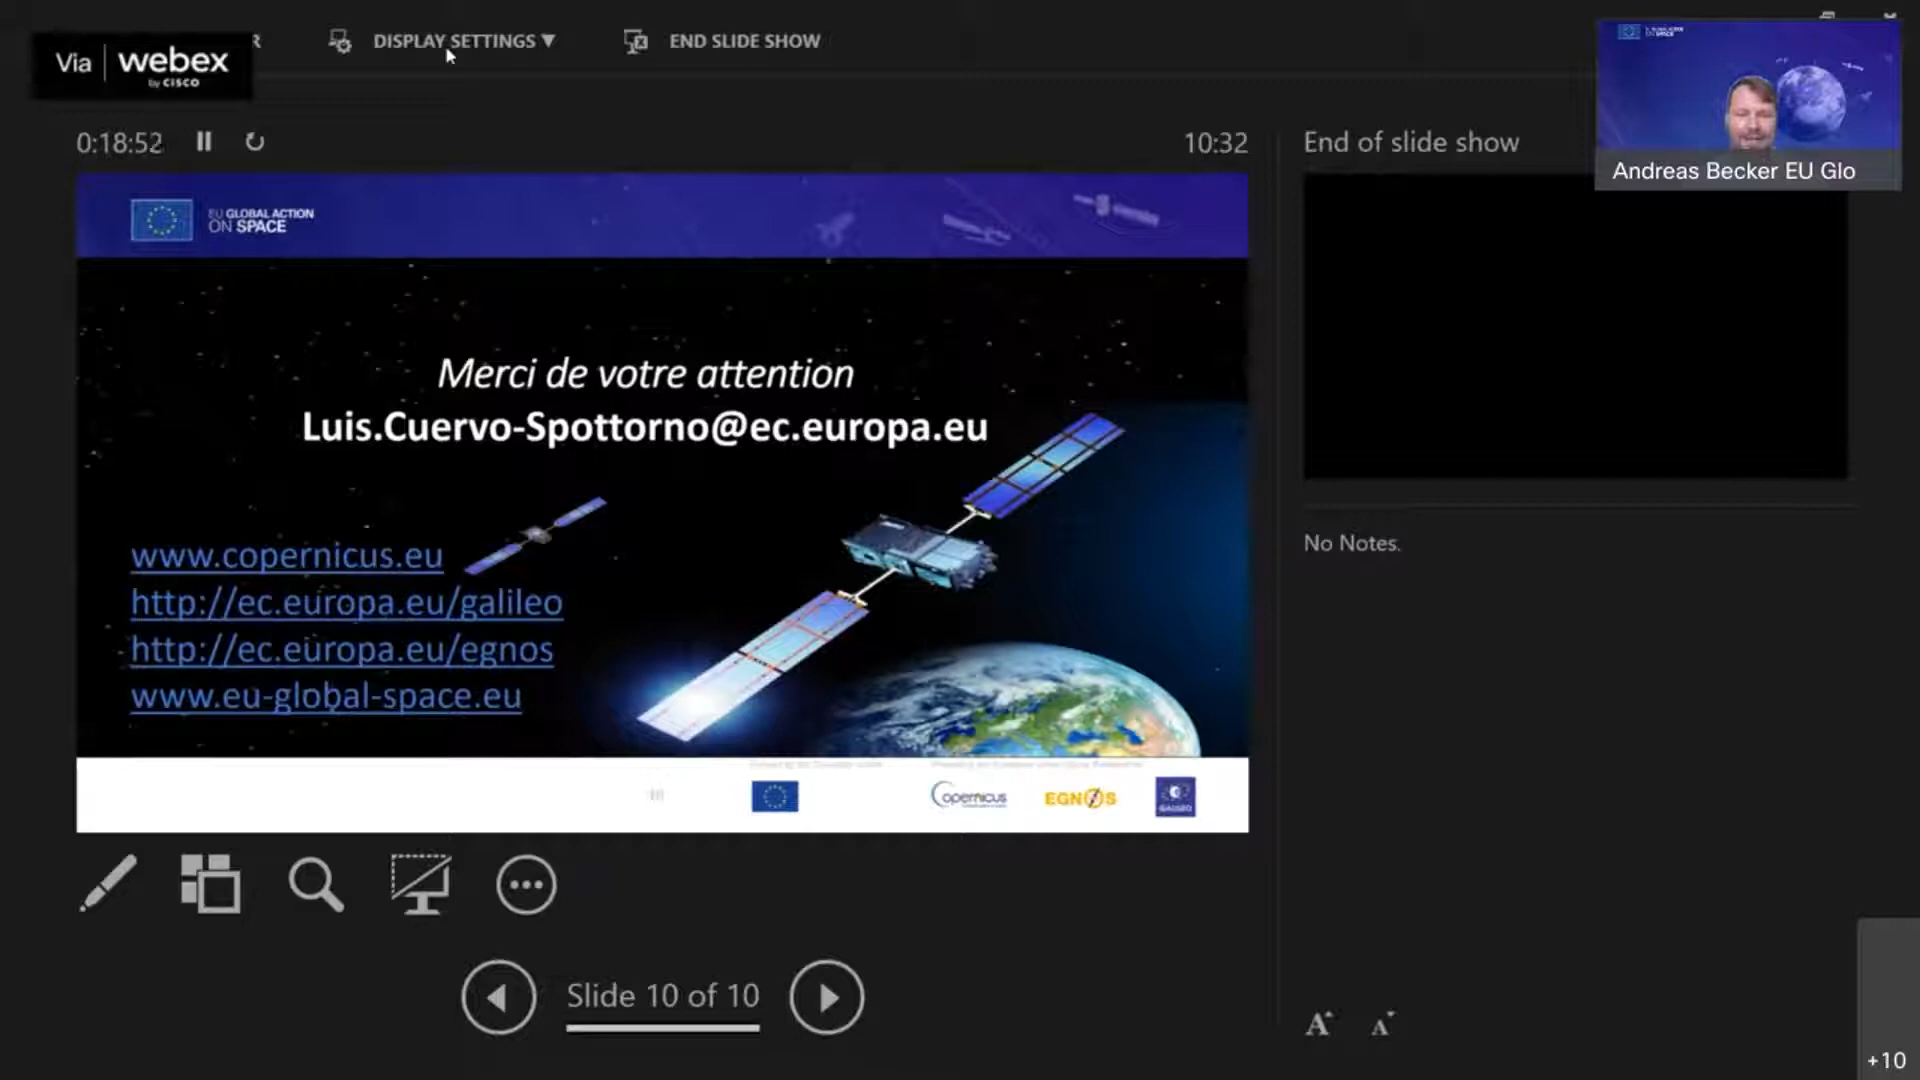 Via webex
by CISCO
R
DISPLAY SETTINGS
END SLIDE SHOW
0:18:52
10:32
End of slide show
Andreas Becker EU Glo
EU GLOBAL ACTION
ON SPACE
Merci de votre attention
Luis.Cuervo-Spottorno@ec.europa.eu
www.copernicus.eu
http://ec.europa.eu/galileo
http://ec.europa.eu/egnos
www.eu-global-space.eu
No Notes.
opernicus
EGNOS
GALILEO
Slide 10 of 10
A A
+10